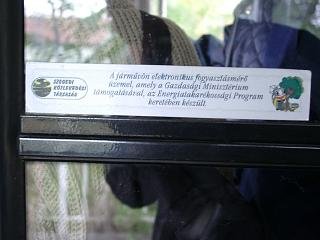 SZEGEDI
KÖZLEKEDÉSI
TÁRSASÁG
A járművön elektronikus fogyasztásmérő
üzemel, amely a Gazdasági Minisztérium
támogatásával, az Energiatakarékossági Program
keretében készült.